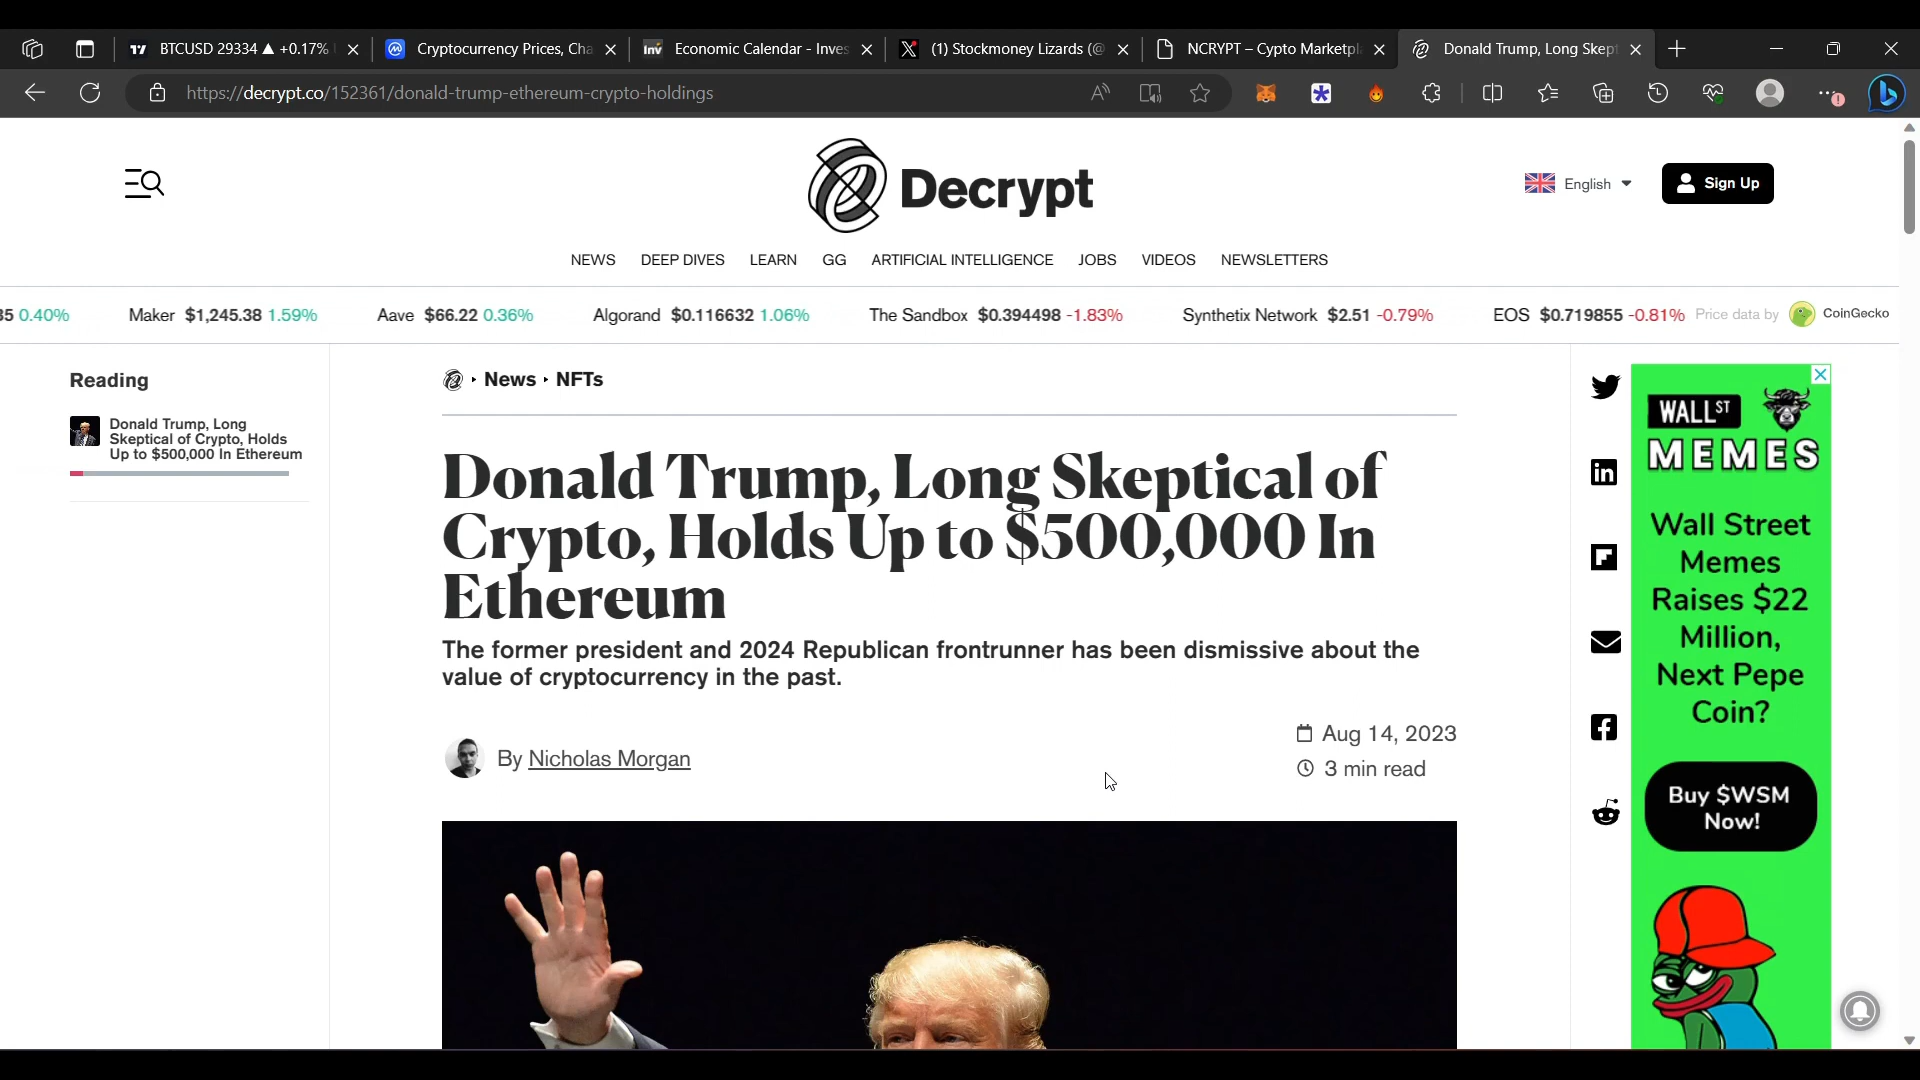 BTCUSD 29334 ▲ +0.17%
Cryptocurrency Prices, Cha
Economic Calendar - Inves
(1) Stockmoney Lizards (@
NCRYPT – Cypto Marketpl
Donald Trump, Long Skept
https://decrypt.co/152361/donald-trump-ethereum-crypto-holdings
Decrypt
English
Sign Up
NEWS DEEP DIVES LEARN GG ARTIFICIAL INTELLIGENCE JOBS VIDEOS NEWSLETTERS
35 0.40% Maker $1,245.38 1.59% Aave $66.22 0.36% Algorand $0.116632 1.06% The Sandbox $0.394498 -1.83% Synthetix Network $2.51 -0.79% EOS $0.719855 -0.81% Price data by CoinGecko
Reading
Donald Trump, Long
Skeptical of Crypto, Holds
Up to $500,000 In Ethereum
News · NFTs
Donald Trump, Long Skeptical of
Crypto, Holds Up to $500,000 In
Ethereum
The former president and 2024 Republican frontrunner has been dismissive about the
value of cryptocurrency in the past.
By Nicholas Morgan
Aug 14, 2023
3 min read
WALL ST
MEMES
Wall Street
Memes
Raises $22
Million,
Next Pepe
Coin?
Buy $WSM
Now!